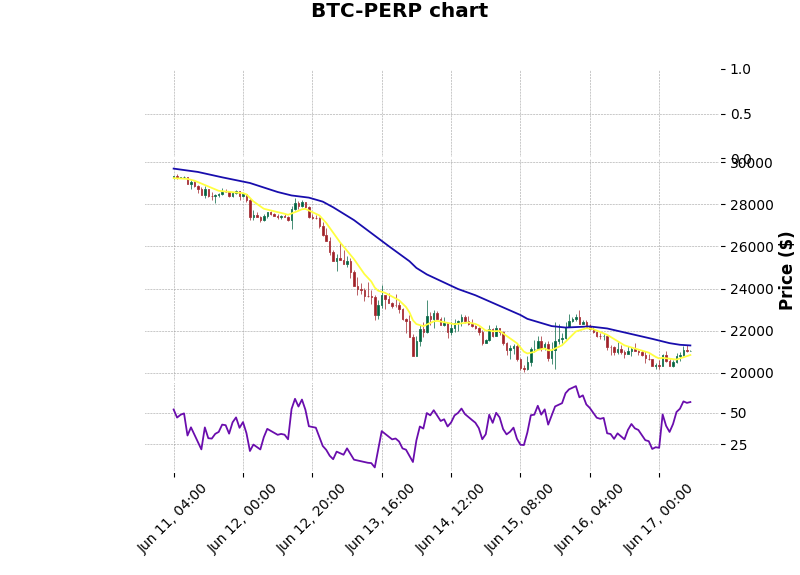 BTC-PERP chart
1.0
0.5
0.0
30000
28000
26000
24000
22000
20000
Price ($)
50
25
Jun 11, 04:00
Jun 12, 00:00
Jun 12, 20:00
Jun 13, 16:00
Jun 14, 12:00
Jun 15, 08:00
Jun 16, 04:00
Jun 17, 00:00